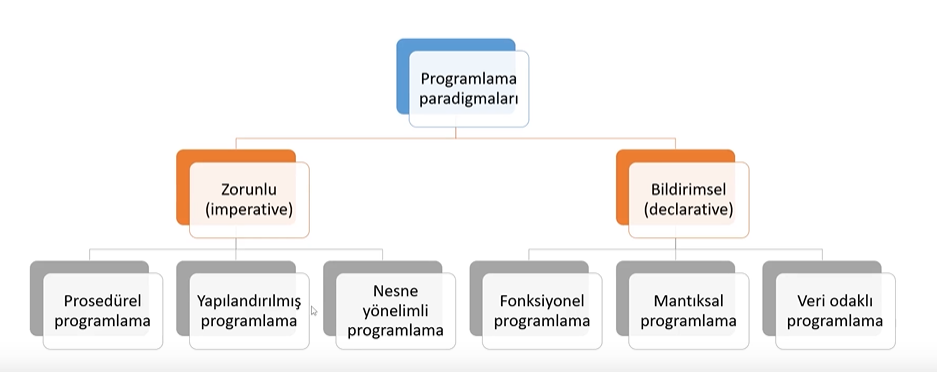 Programlama
paradigmaları
Zorunlu
(imperative)
Bildirimsel
(declarative)
Prosedürel
programlama
Yapılandırılmış
programlama
Nesne
yönelimli
programlama
Fonksiyonel
programlama
Mantıksal
programlama
Veri odaklı
programlama